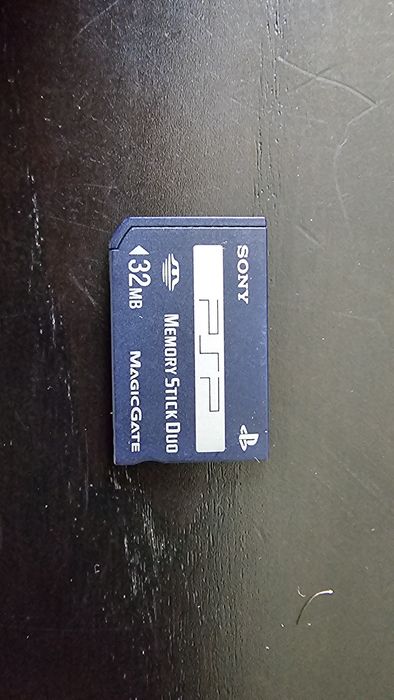 SONY
PSP
MEMORY STICK DUO
32MB MAGICGATE